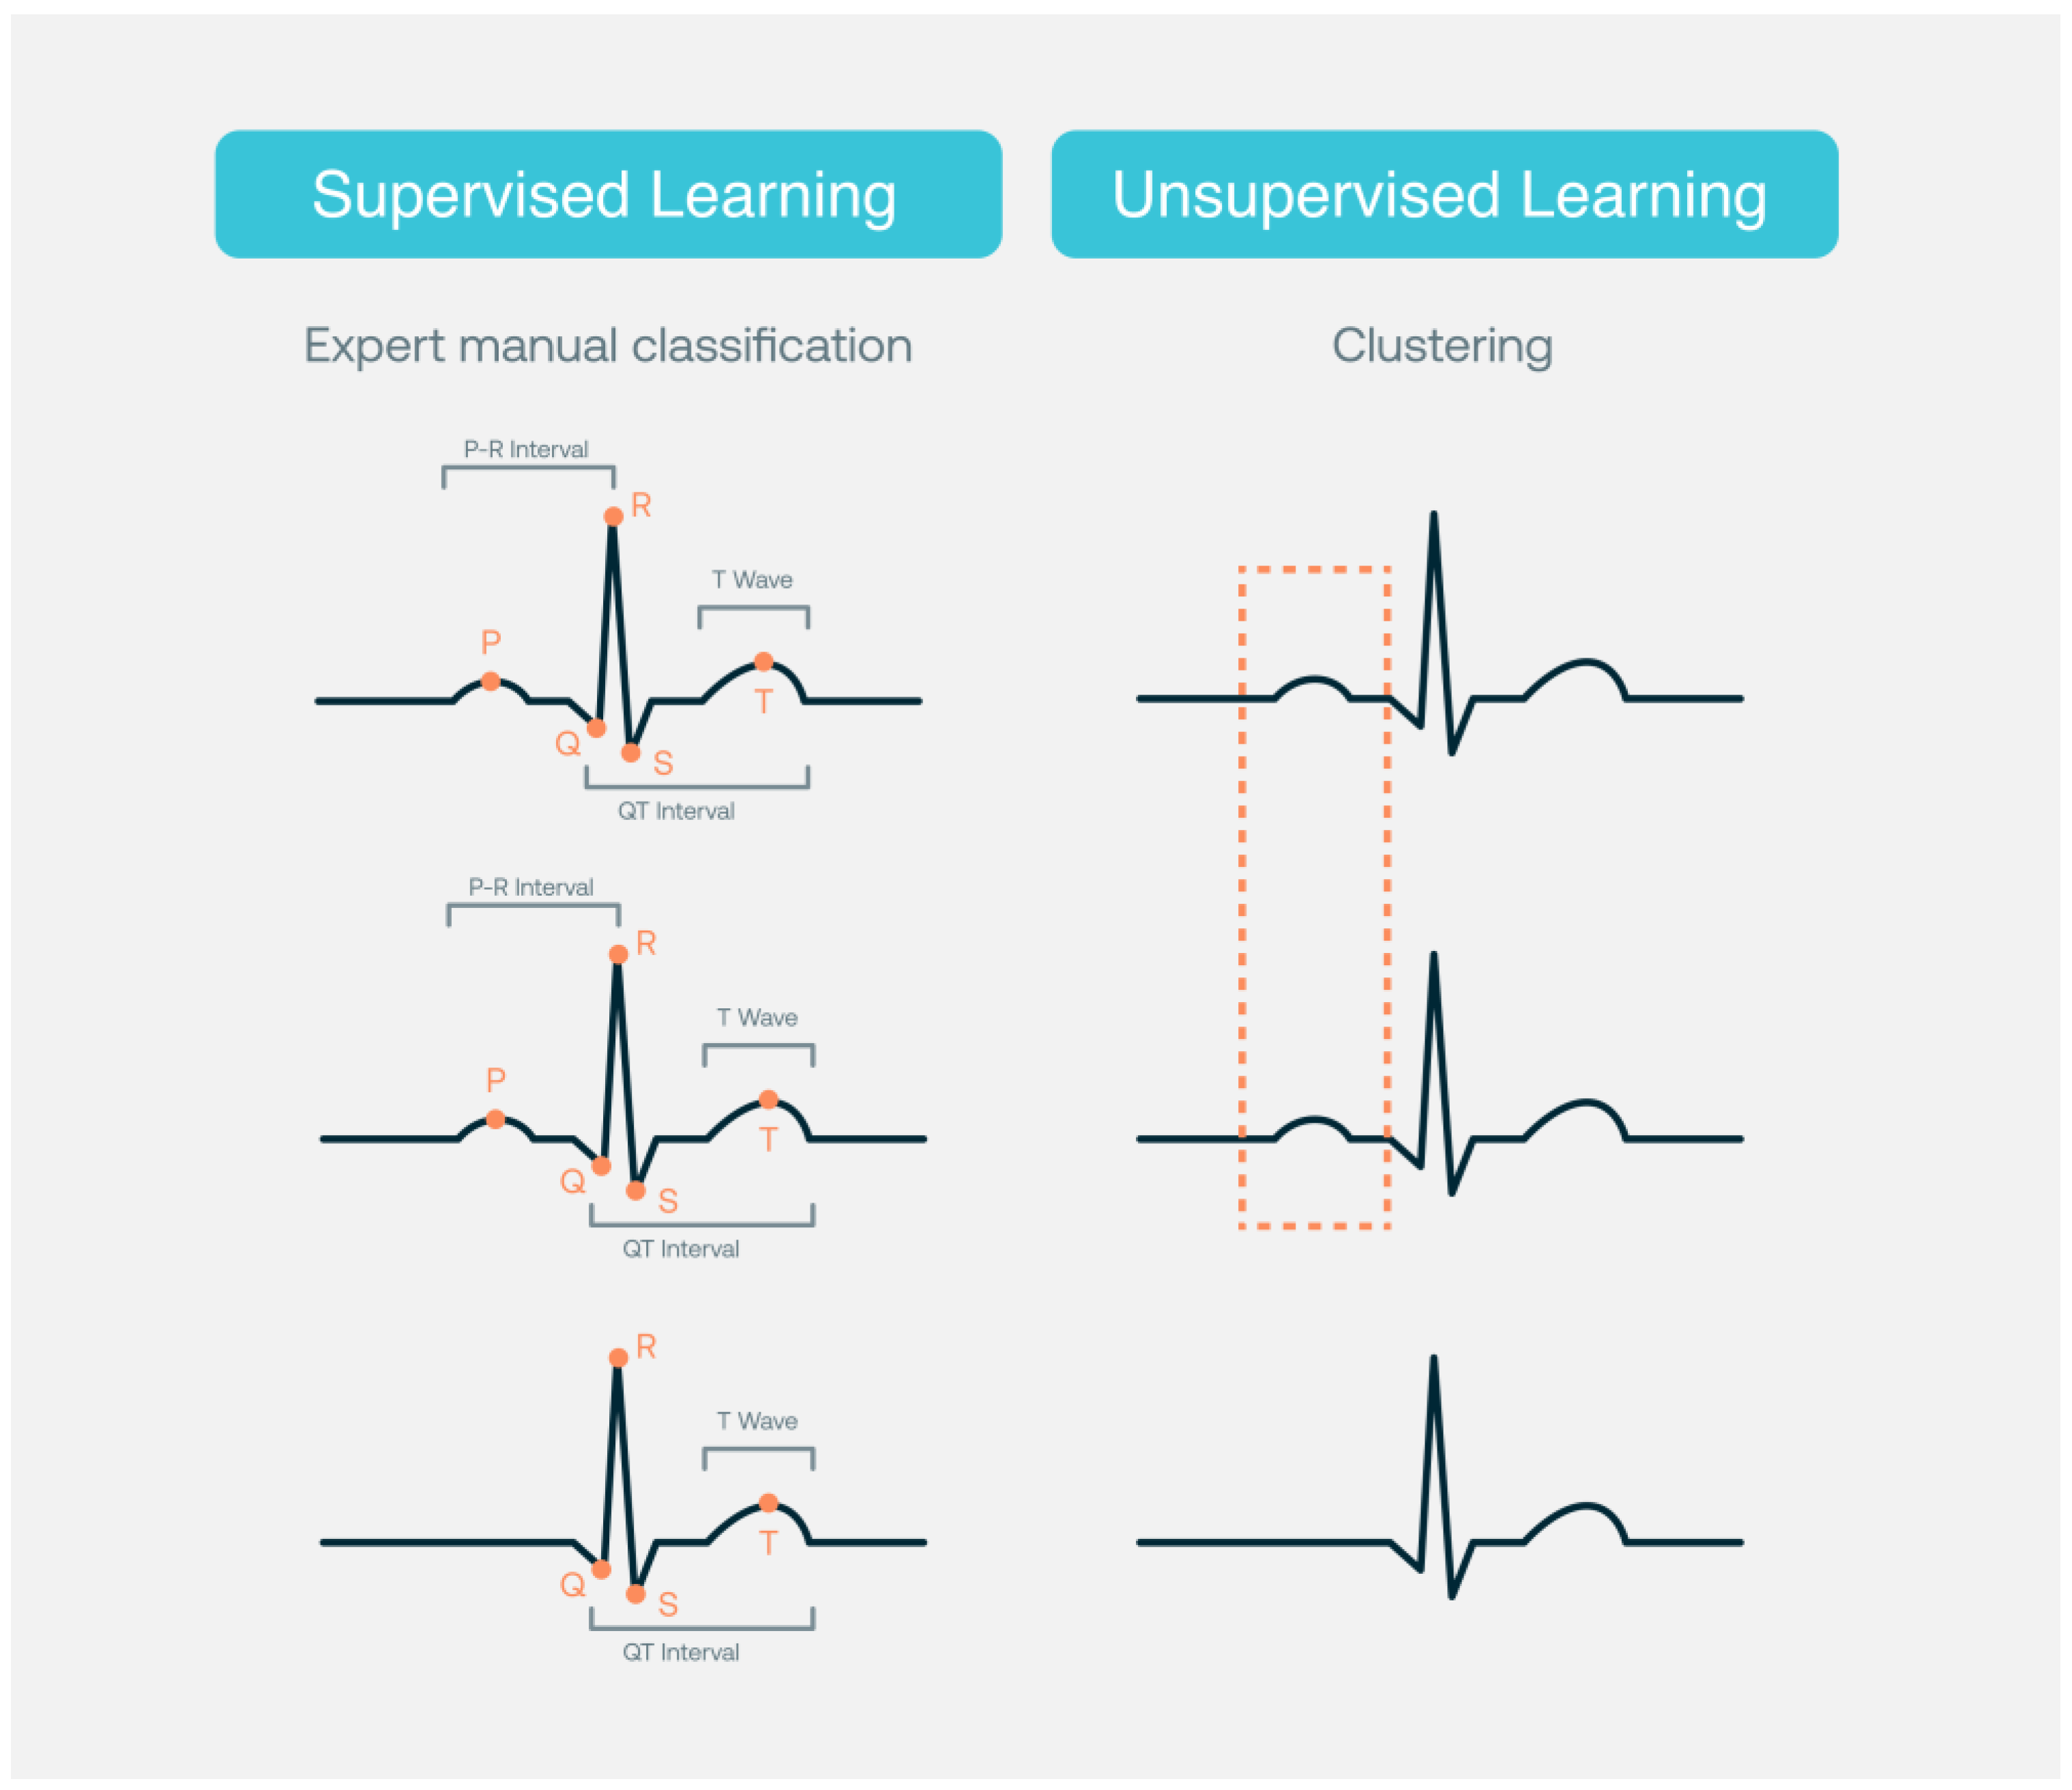 Supervised Learning
Unsupervised Learning
Expert manual classification
Clustering
P-R Interval
R
T Wave
P
T
Q
S
QT Interval
P-R Interval
R
T Wave
P
T
Q
S
QT Interval
R
T Wave
T
Q
S
QT Interval